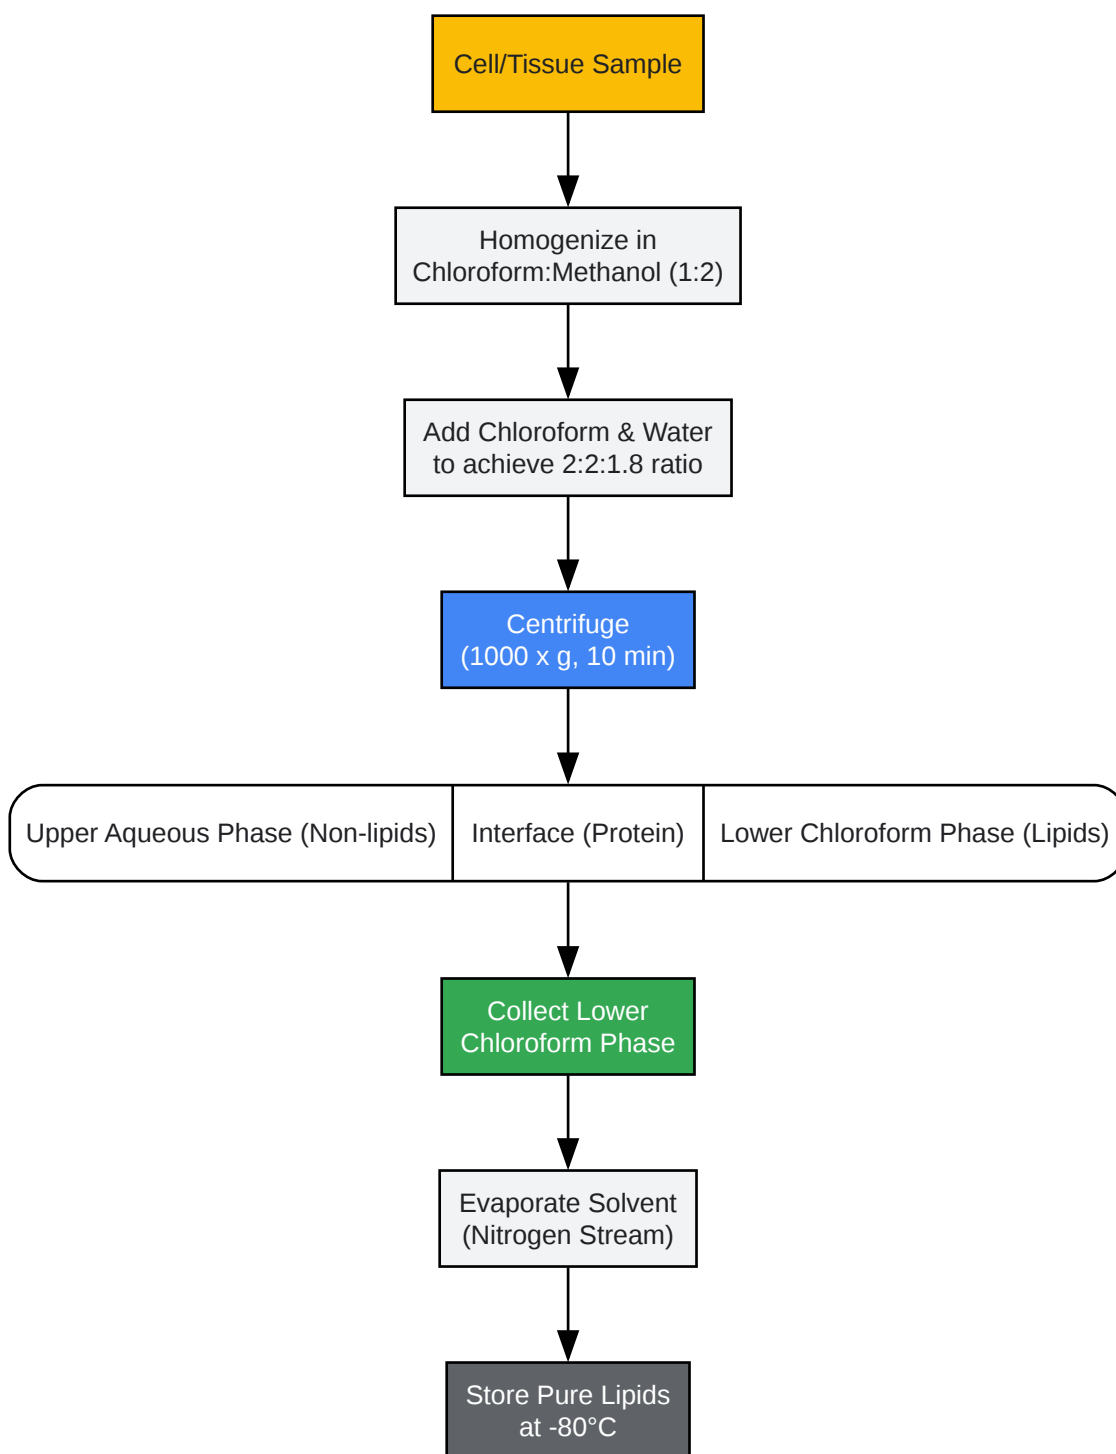 Cell/Tissue Sample
Homogenize in
Chloroform:Methanol (1:2)
Add Chloroform & Water
to achieve 2:2:1.8 ratio
Centrifuge
(1000 x g, 10 min)
Upper Aqueous Phase (Non-lipids)
Interface (Protein)
Lower Chloroform Phase (Lipids)
Collect Lower
Chloroform Phase
Evaporate Solvent
(Nitrogen Stream)
Store Pure Lipids
at -80°C